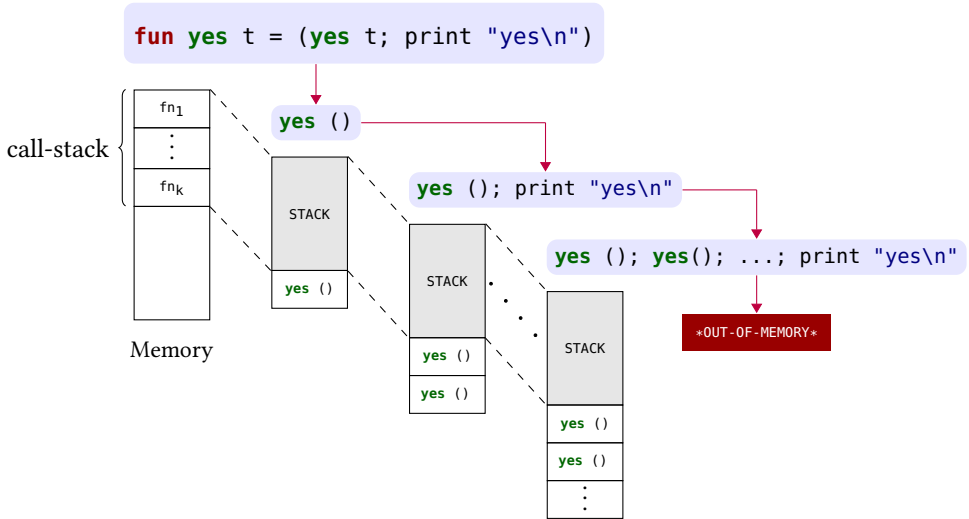 fun yes t = (yes t; print "yes\n")
yes ()
call-stack
fn1
⋮
fnk
Memory
STACK
yes ()
yes (); print "yes\n"
STACK
yes ()
yes ()
yes (); yes(); ...; print "yes\n"
*OUT-OF-MEMORY*
STACK
yes ()
yes ()
⋮